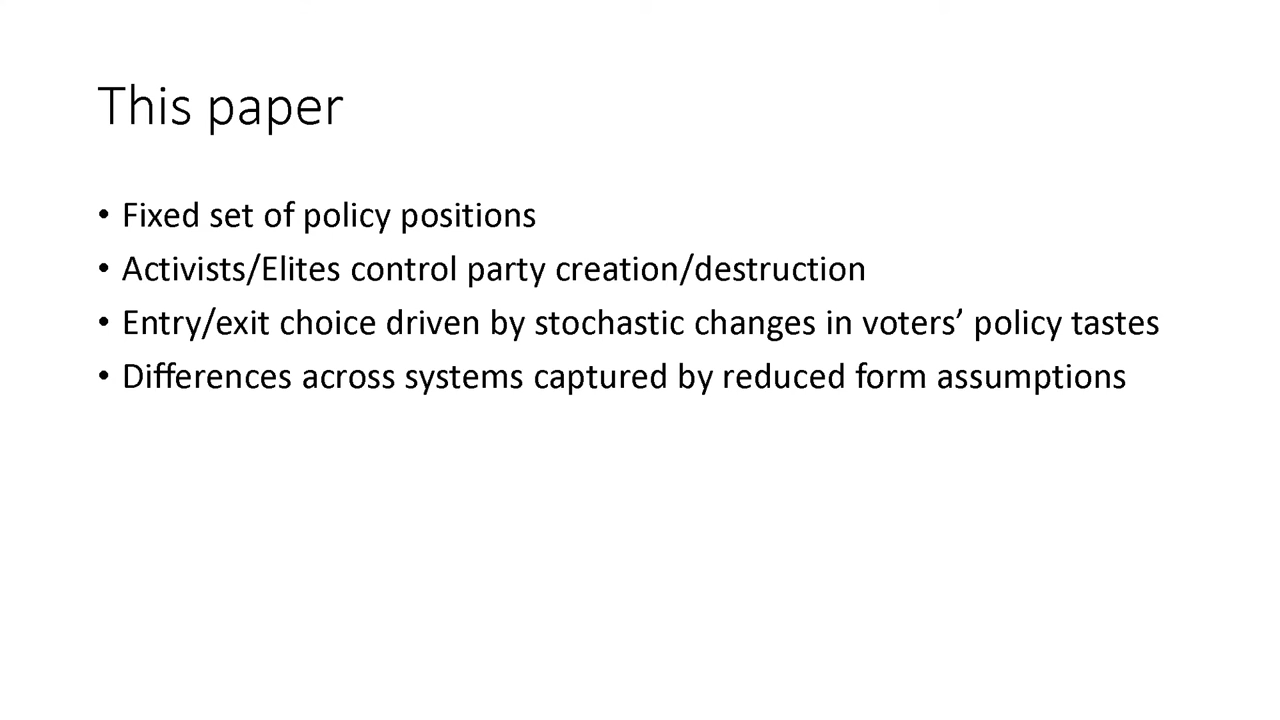 This paper
• Fixed set of policy positions
• Activists/Elites control party creation/destruction
• Entry/exit choice driven by stochastic changes in voters’ policy tastes
• Differences across systems captured by reduced form assumptions